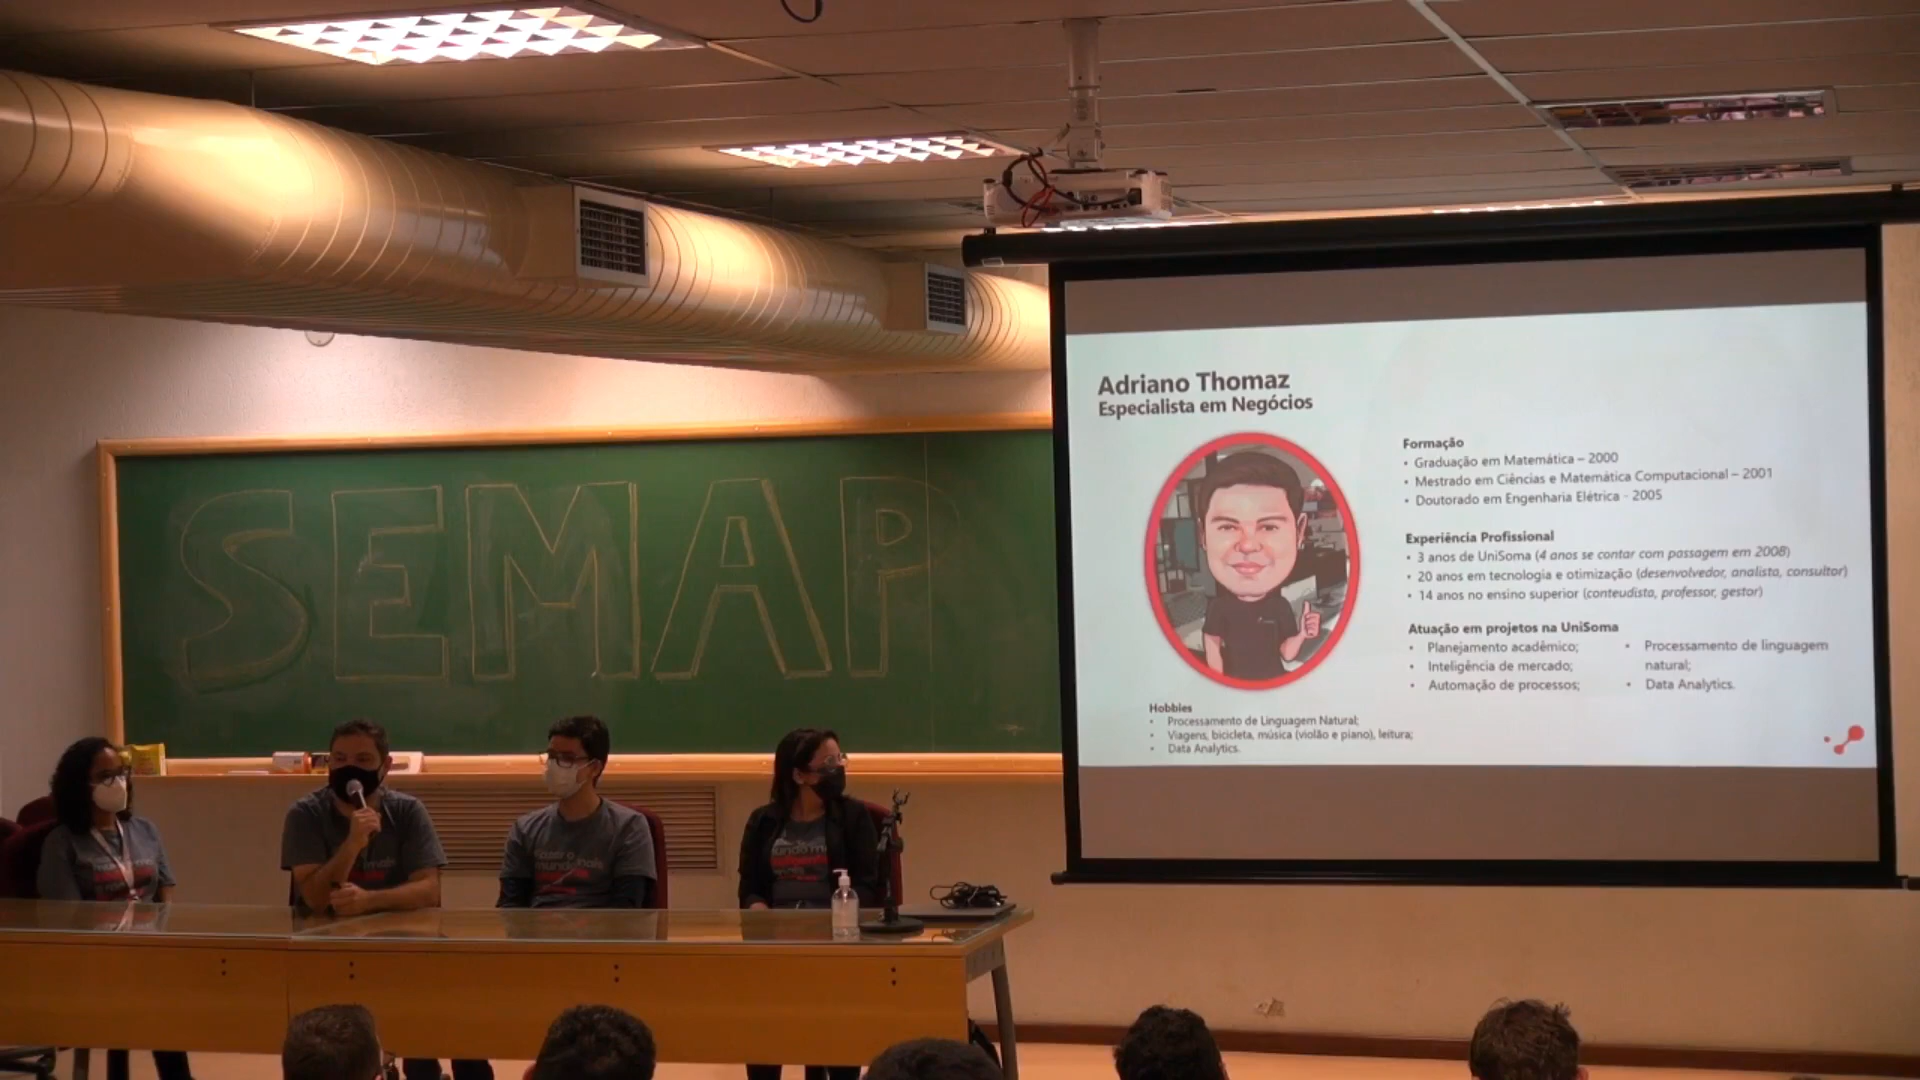 SEMAP
Adriano Thomaz
Especialista em Negócios
Formação
• Graduação em Matemática – 2000
• Mestrado em Ciências e Matemática Computacional – 2001
• Doutorado em Engenharia Elétrica - 2005
Experiência Profissional
• 3 anos de UniSoma (4 anos se contar com passagem em 2008)
• 20 anos em tecnologia e otimização (desenvolvedor, analista, consultor)
• 14 anos no ensino superior (conteudista, professor, gestor)
Atuação em projetos na UniSoma
• Planejamento acadêmico;
• Inteligência de mercado;
• Automação de processos;
• Processamento de linguagem
natural;
• Data Analytics.
Hobbies
• Processamento de Linguagem Natural;
• Viagens, bicicleta, música (violão e piano), leitura;
• Data Analytics.
Fazer o
mundo mais